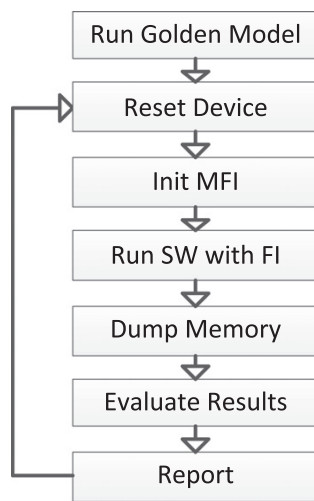 Run Golden Model
Reset Device
Init MFI
Run SW with FI
Dump Memory
Evaluate Results
Report